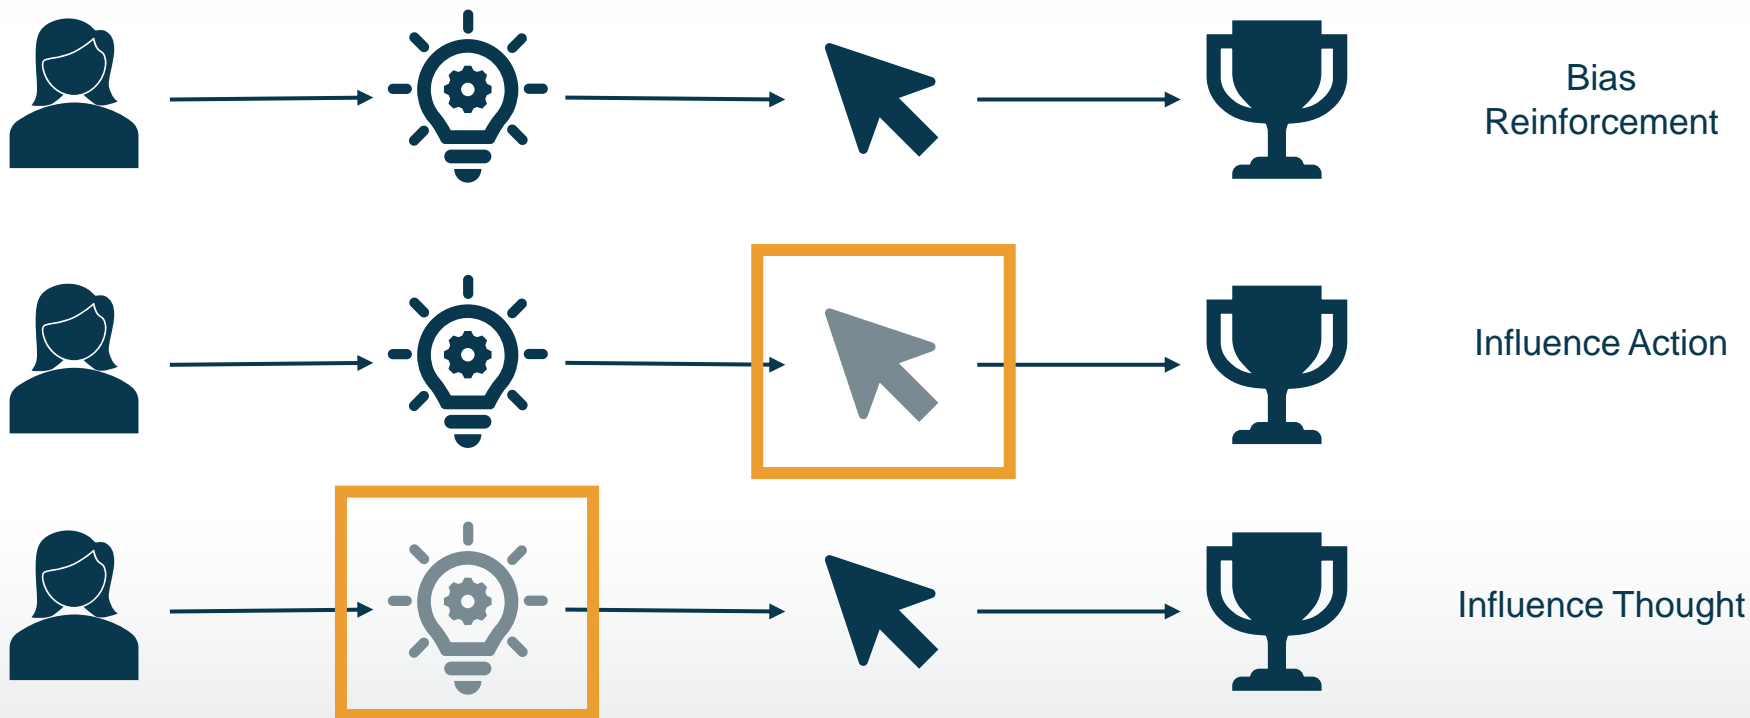 Bias
Reinforcement
Influence Action
Influence Thought